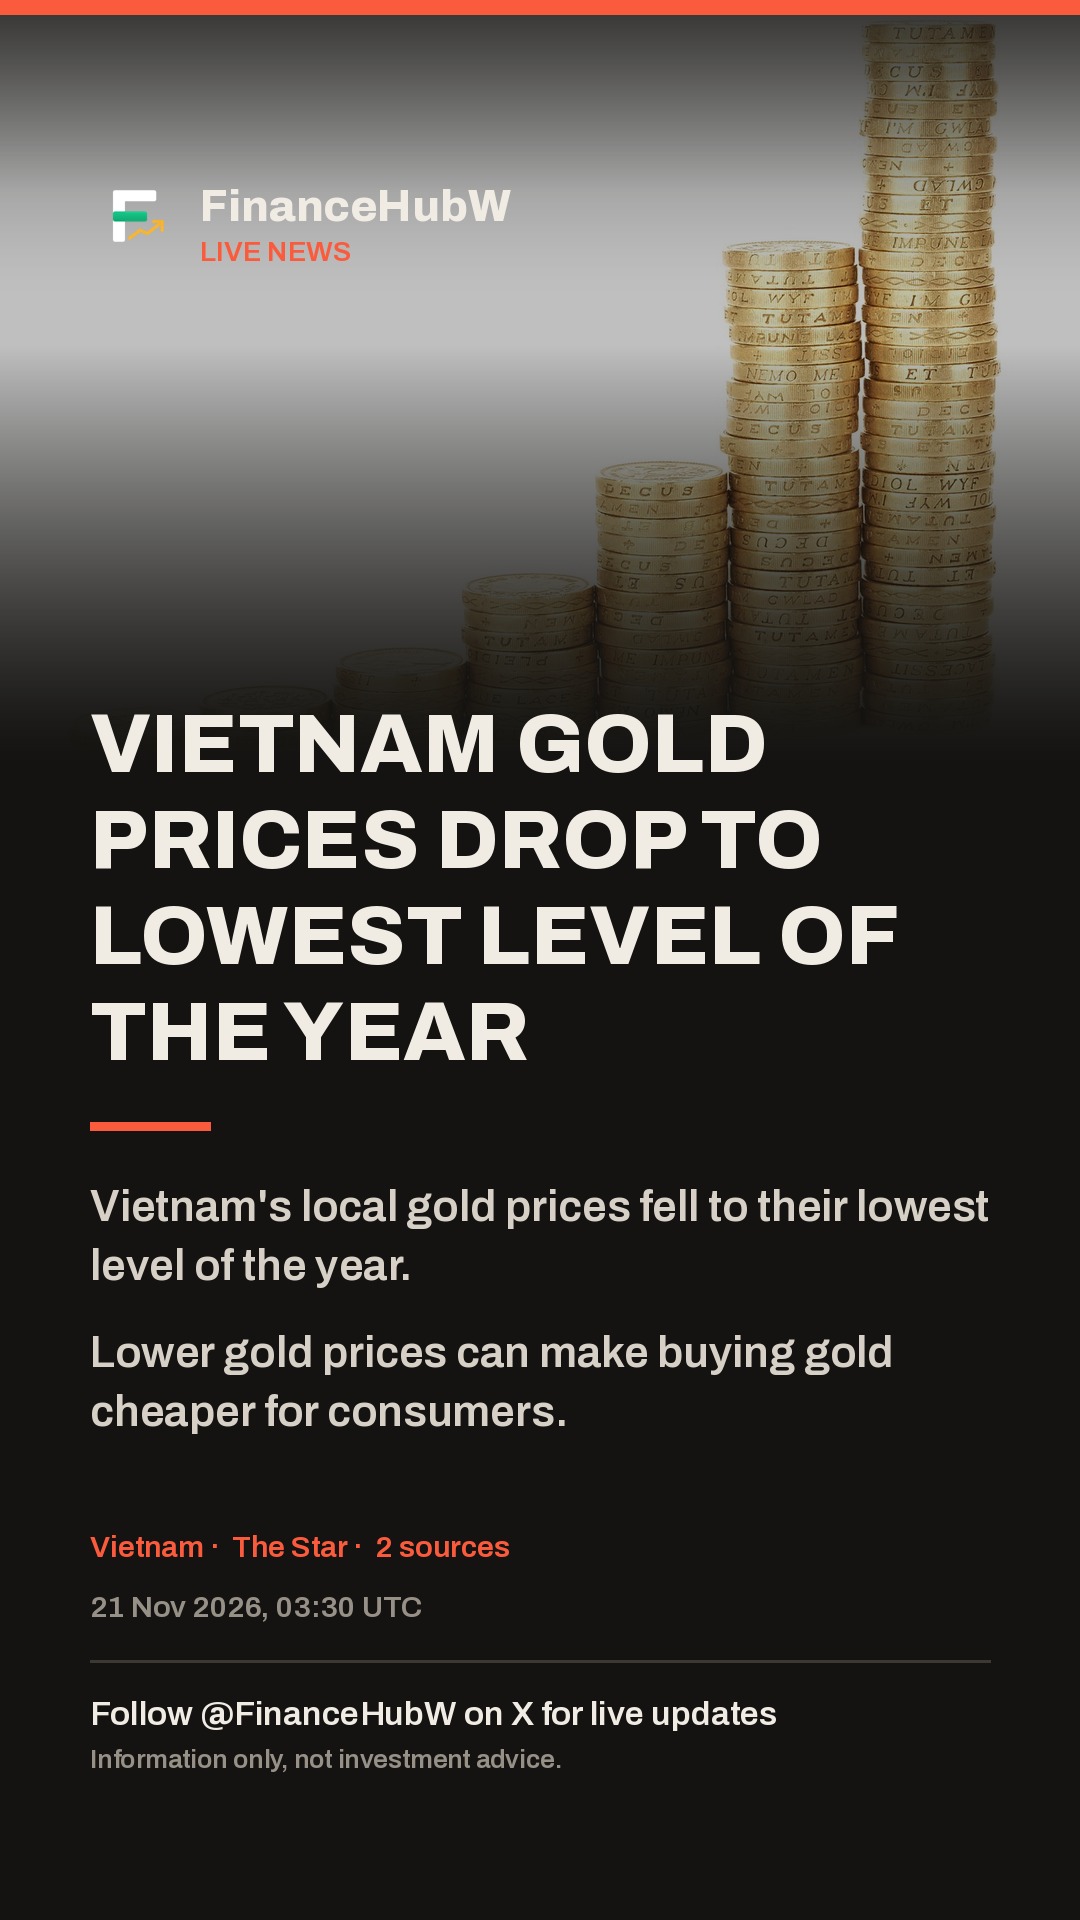 FinanceHubW
LIVE NEWS
VIETNAM GOLD
PRICES DROP TO
LOWEST LEVEL OF
THE YEAR
Vietnam's local gold prices fell to their lowest
level of the year.
Lower gold prices can make buying gold
cheaper for consumers.
Vietnam · The Star · 2 sources
21 Nov 2026, 03:30 UTC
Follow @FinanceHubW on X for live updates
Information only, not investment advice.